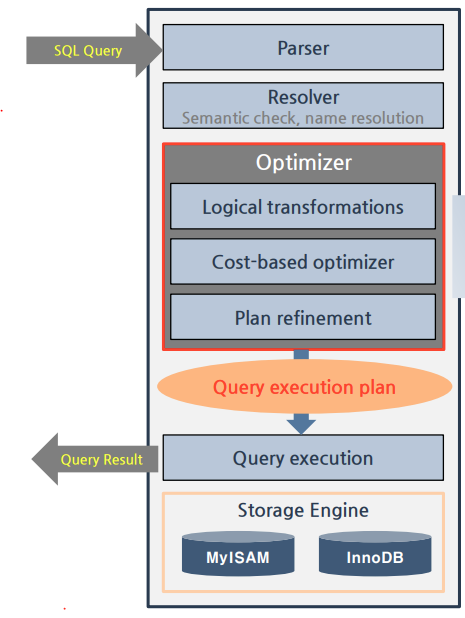 SQL Query
Parser
Resolver
Semantic check, name resolution
Optimizer
Logical transformations
Cost-based optimizer
Plan refinement
Query execution plan
Query Result
Query execution
Storage Engine
MyISAM
InnoDB